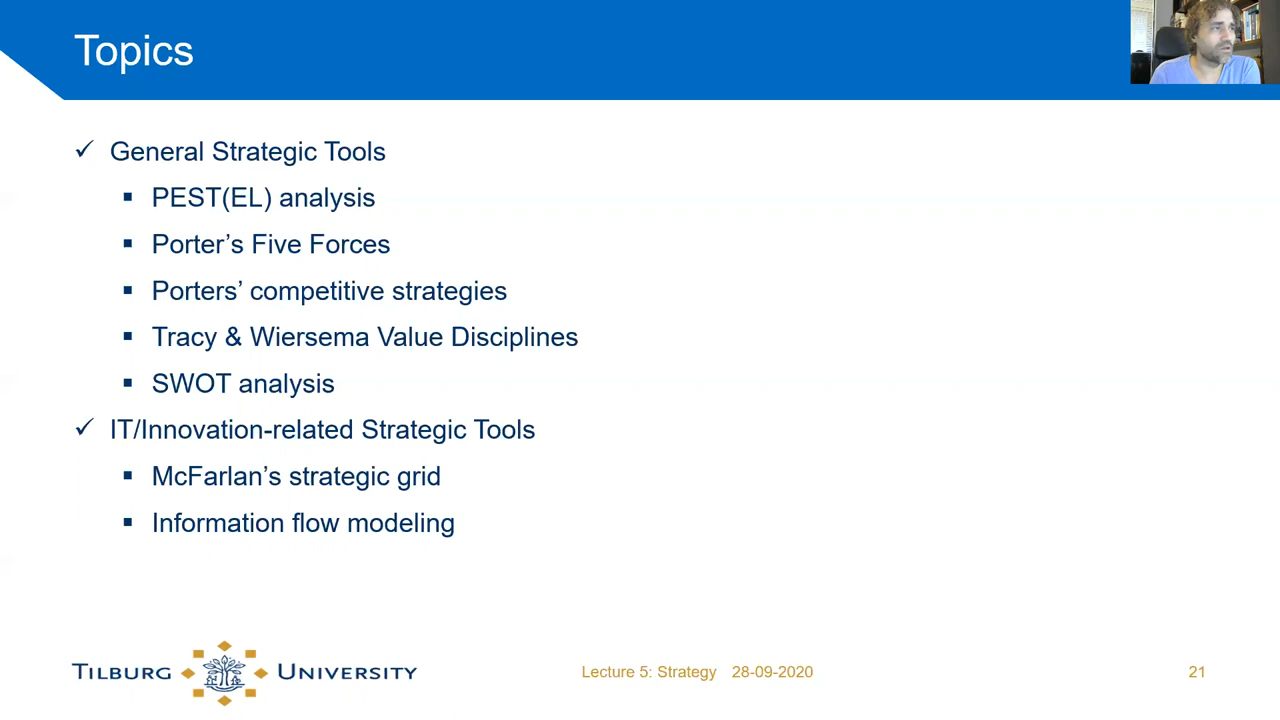 Topics
✓ General Strategic Tools
▪ PEST(EL) analysis
▪ Porter’s Five Forces
▪ Porters’ competitive strategies
▪ Tracy & Wiersema Value Disciplines
▪ SWOT analysis
✓ IT/Innovation-related Strategic Tools
▪ McFarlan’s strategic grid
▪ Information flow modeling
TILBURG UNIVERSITY
Lecture 5: Strategy 28-09-2020
21